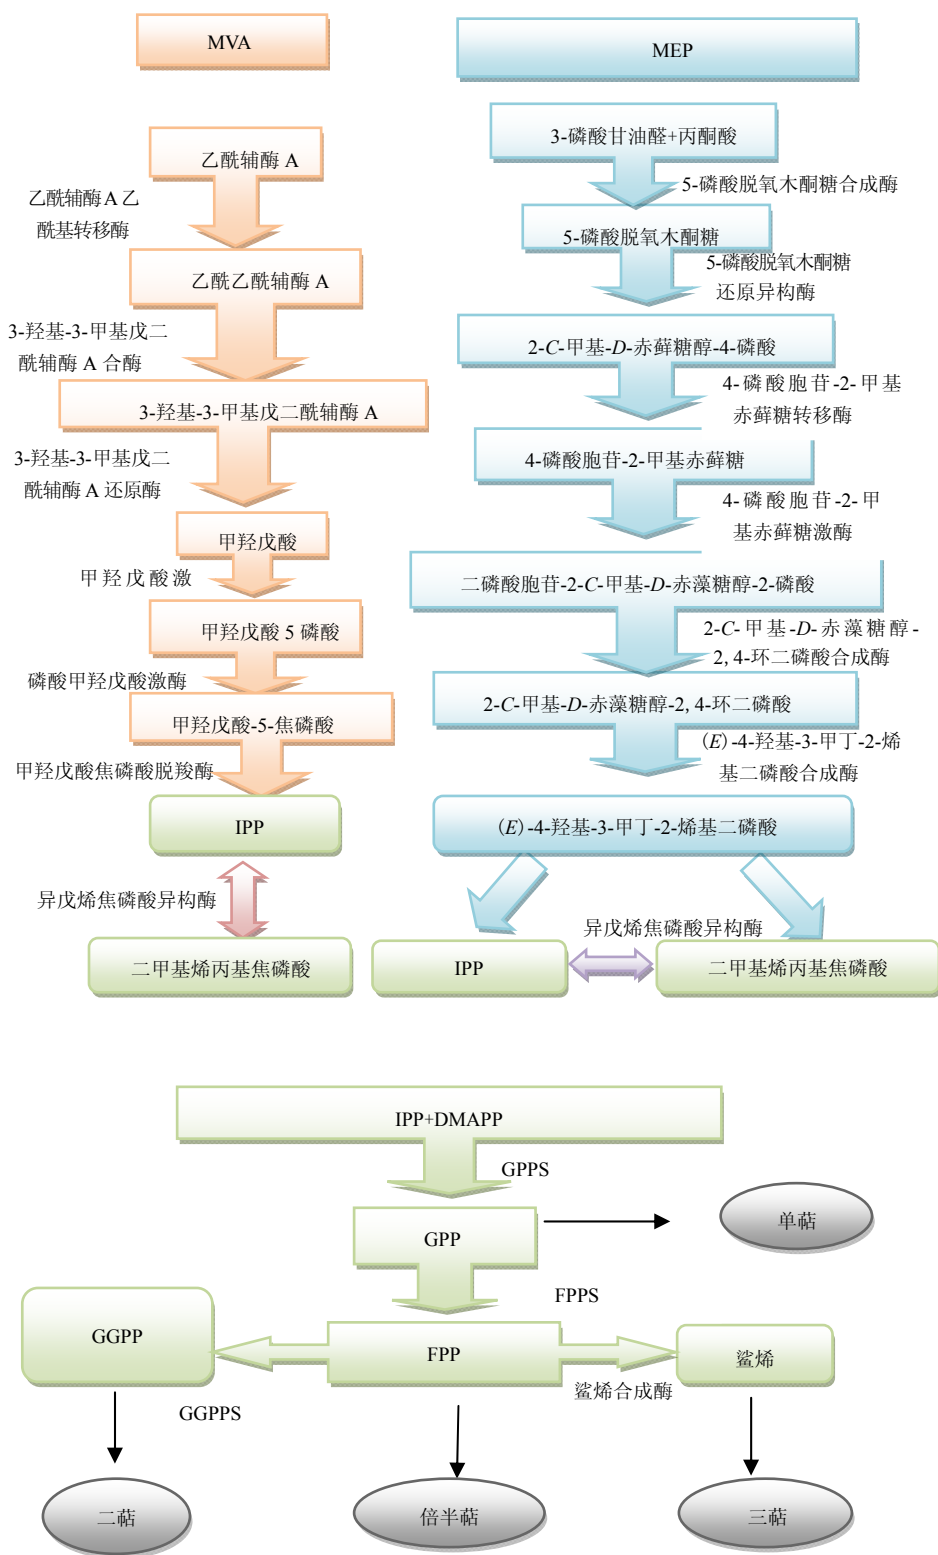 MVA
乙酰辅酶 A
乙酰辅酶 A 乙
酰基转移酶
乙酰乙酰辅酶 A
3-羟基-3-甲基戊二
酰辅酶 A 合酶
3-羟基-3-甲基戊二酰辅酶 A
3-羟基-3-甲基戊二
酰辅酶 A 还原酶
甲羟戊酸
甲羟戊酸激
甲羟戊酸 5 磷酸
磷酸甲羟戊酸激酶
甲羟戊酸-5-焦磷酸
甲羟戊酸焦磷酸脱羧酶
IPP
异戊烯焦磷酸异构酶
二甲基烯丙基焦磷酸
MEP
3-磷酸甘油醛+丙酮酸
5-磷酸脱氧木酮糖合成酶
5-磷酸脱氧木酮糖
5-磷酸脱氧木酮糖
还原异构酶
2-C-甲基-D-赤藓糖醇-4-磷酸
4-磷酸胞苷-2-甲基
赤藓糖转移酶
4-磷酸胞苷-2-甲基赤藓糖
4-磷酸胞苷-2-甲
基赤藓糖激酶
二磷酸胞苷-2-C-甲基-D-赤藻糖醇-2-磷酸
2-C-甲基-D-赤藻糖醇-
2, 4-环二磷酸合成酶
2-C-甲基-D-赤藻糖醇-2, 4-环二磷酸
(E)-4-羟基-3-甲丁-2-烯
基二磷酸合成酶
(E)-4-羟基-3-甲丁-2-烯基二磷酸
异戊烯焦磷酸异构酶
IPP
二甲基烯丙基焦磷酸
IPP+DMAPP
GPPS
GPP
单萜
FPPS
GGPP
FPP
鲨烯
GGPPS
鲨烯合成酶
二萜
倍半萜
三萜